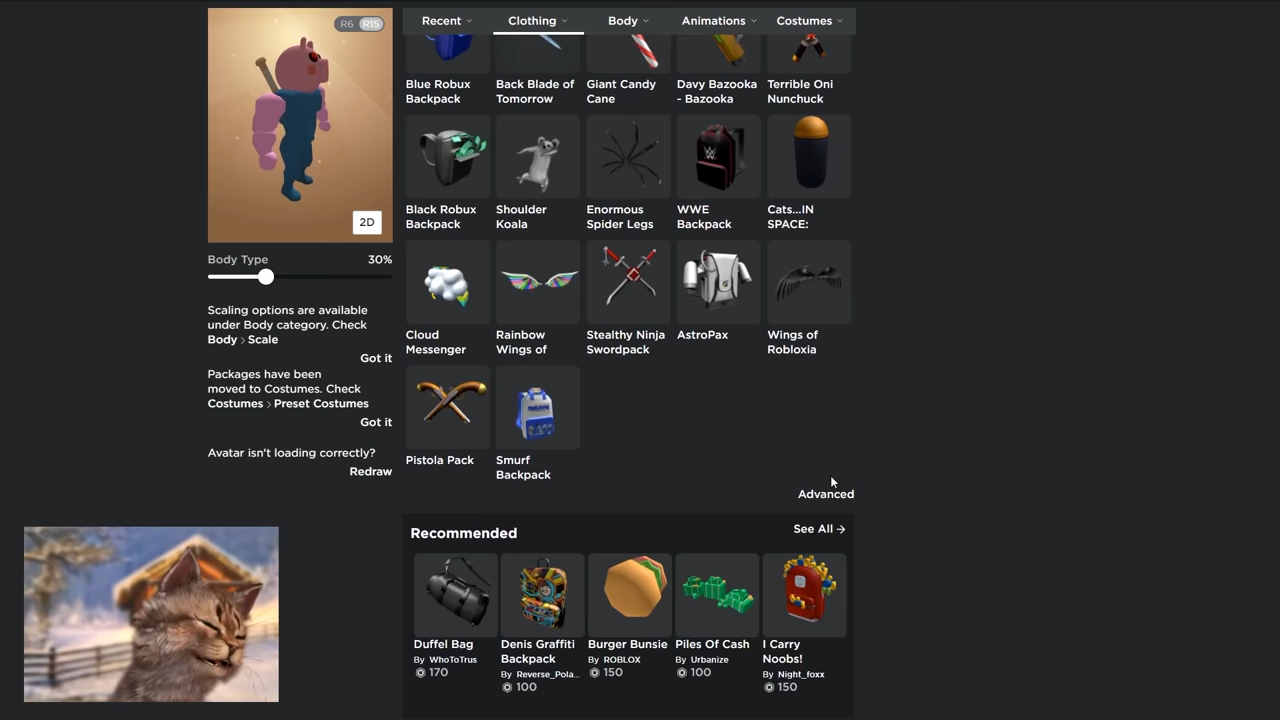 R6 R15
2D
Body Type 30%
Scaling options are available
under Body category. Check
Body > Scale
Got it
Packages have been
moved to Costumes. Check
Costumes > Preset Costumes
Got it
Avatar isn't loading correctly?
Redraw
Recent Clothing Body Animations Costumes
Blue Robux
Backpack
Back Blade of
Tomorrow
Giant Candy
Cane
Davy Bazooka
- Bazooka
Terrible Oni
Nunchuck
Black Robux
Backpack
Shoulder
Koala
Enormous
Spider Legs
WWE
Backpack
Cats...IN
SPACE:
Cloud
Messenger
Rainbow
Wings of
Stealthy Ninja
Swordpack
AstroPax
Wings of
Robloxia
Pistola Pack
Smurf
Backpack
Advanced
Recommended
See All →
Duffel Bag
By WhoToTrus
170
Denis Graffiti
Backpack
By Reverse_Pola...
100
Burger Bunsie
By ROBLOX
150
Piles Of Cash
By Urbanize
100
I Carry
Noobs!
By Night_foxx
150